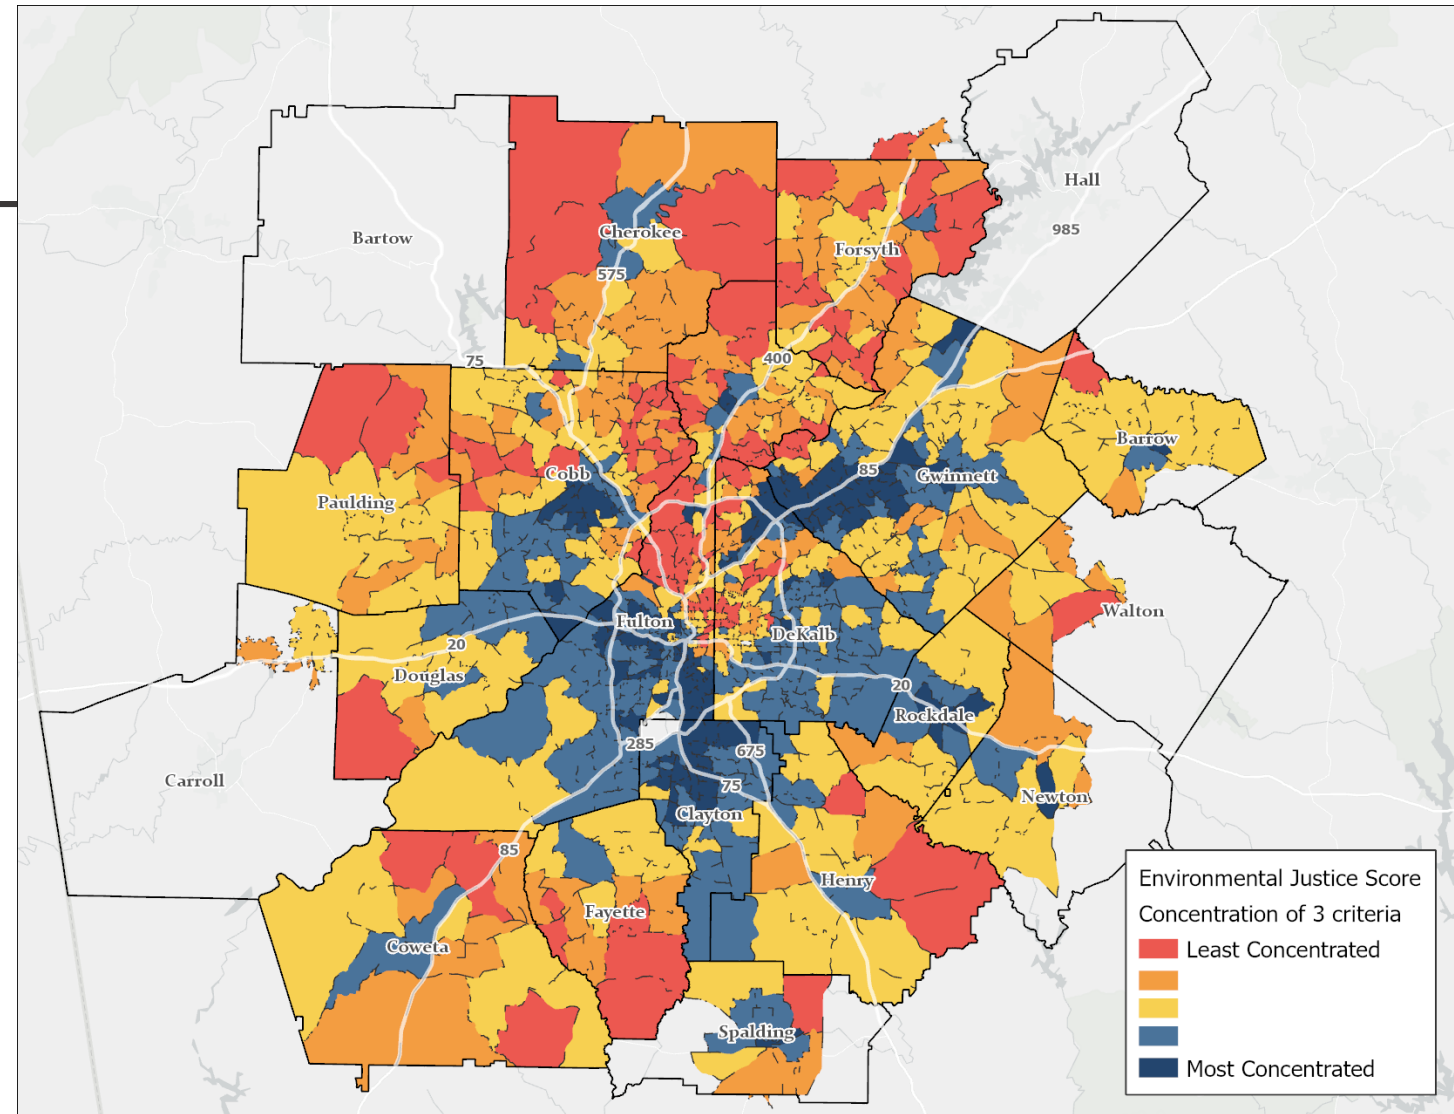 Hall
Bartow
Cherokee
985
Forsyth
575
75
400
Barrow
85
Gwinnett
Cobb
Paulding
Walton
Fulton
DeKalb
20
Douglas
20
Rockdale
285
675
Carroll
75
Newton
Clayton
85
Henry
Fayette
Coweta
Spalding
Environmental Justice Score
Concentration of 3 criteria
Least Concentrated
Most Concentrated